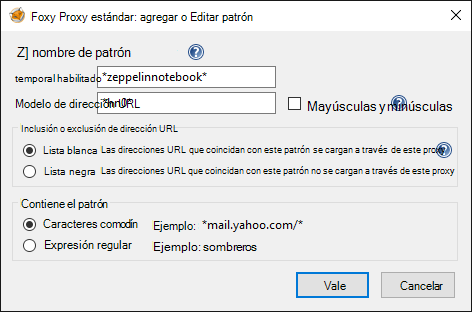 Foxy Proxy estándar: agregar o Editar patrón
Z] nombre de patrón
temporal habilitado *zeppelinnotebook*
Modelo de dirección URL Mayúsculas y minúsculas
Inclusión o exclusión de dirección URL
Lista blanca Las direcciones URL que coincidan con este patrón se cargan a través de este proxy
Lista negra Las direcciones URL que coincidan con este patrón no se cargan a través de este proxy
Contiene el patrón
Caracteres comodín Ejemplo: *mail.yahoo.com/*
Expresión regular Ejemplo: sombreros
Vale Cancelar